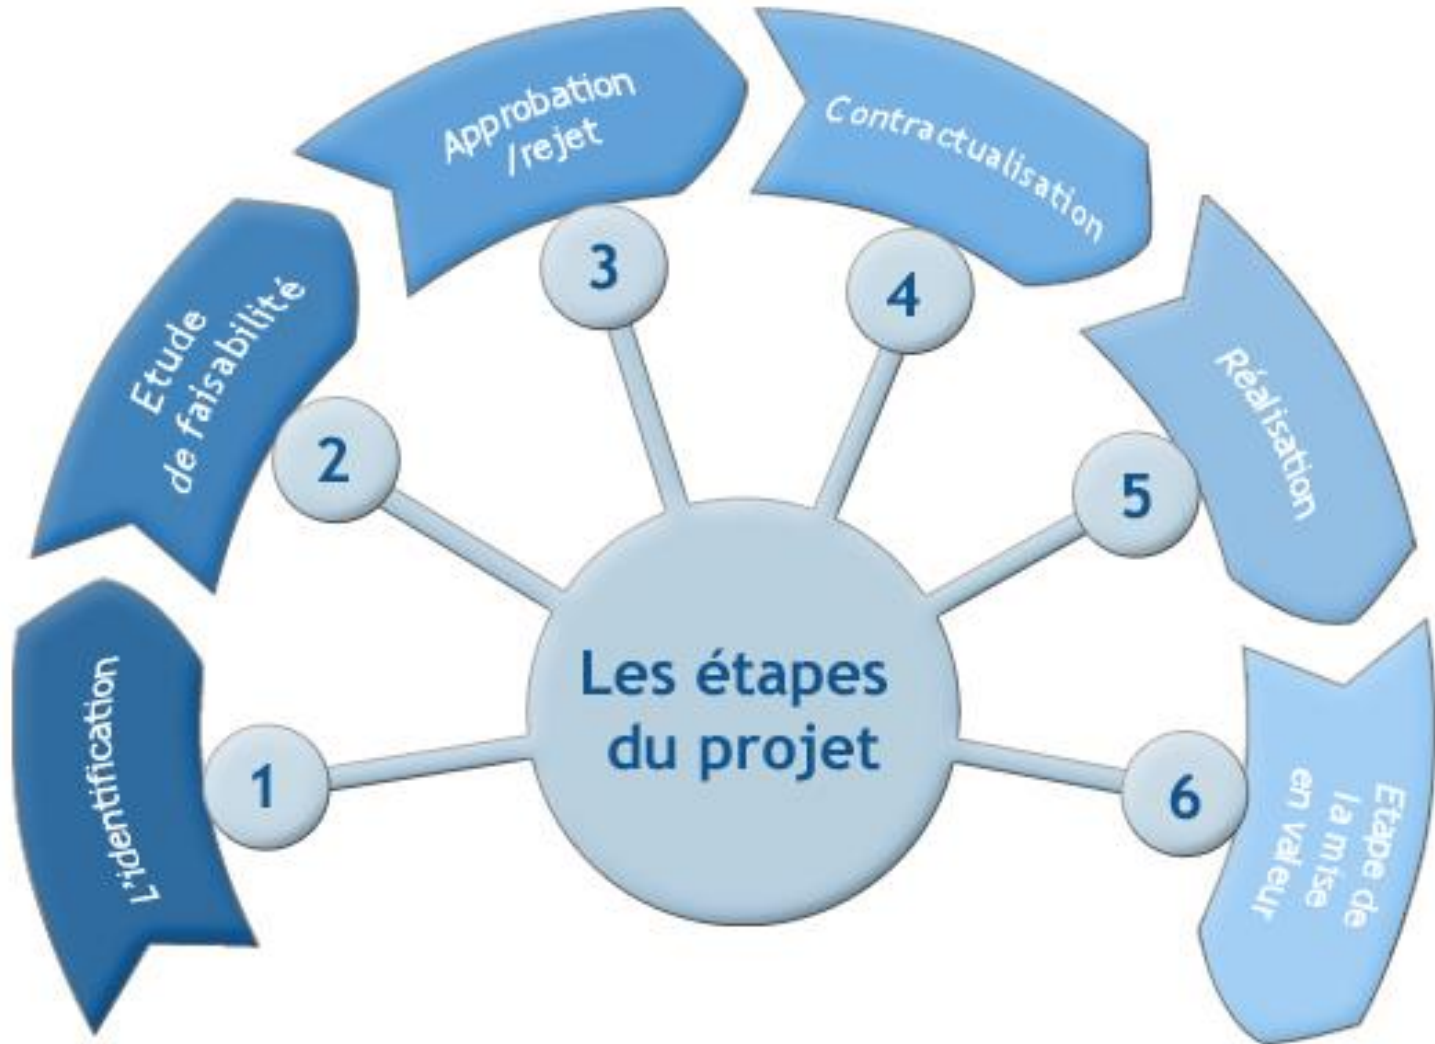 Les étapes
du projet
1
L'identification
2
Etude
de faisabilité
3
Approbation
/rejet
4
Contractualisation
5
Réalisation
6
Etape de
la mise
en valeur